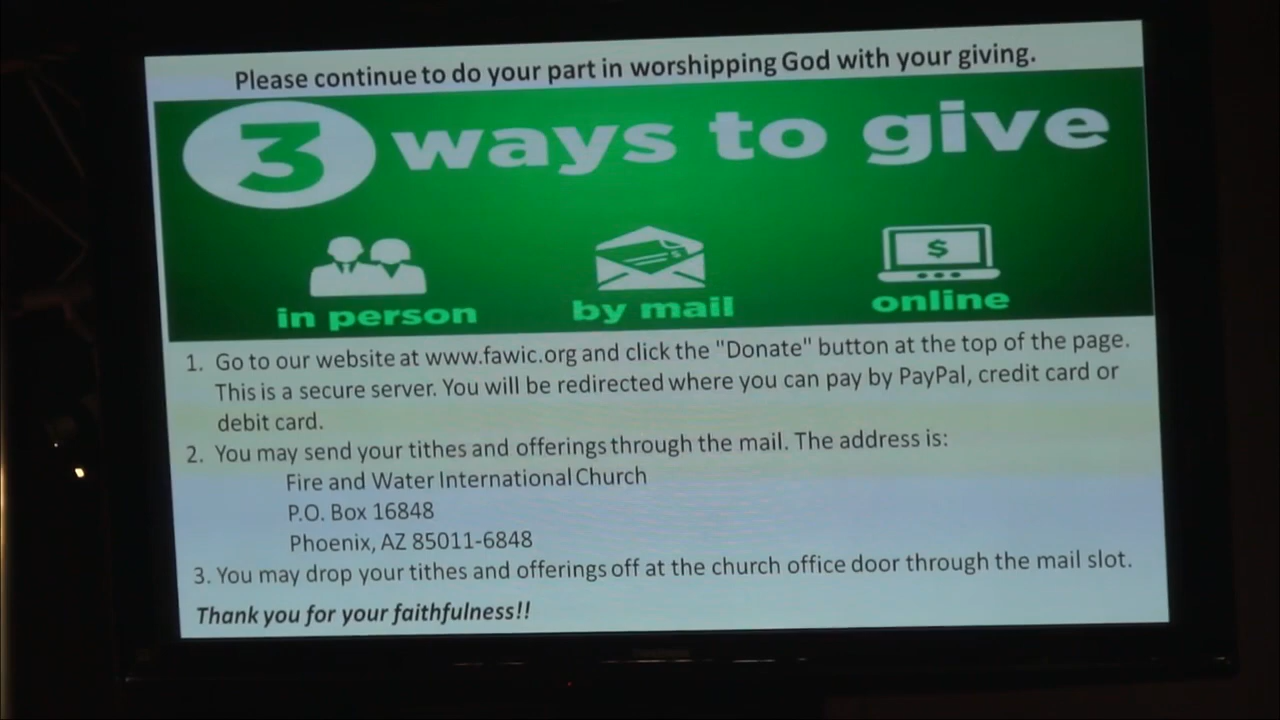 Please continue to do your part in worshipping God with your giving.
3 ways to give
in person by mail online
$
1. Go to our website at www.fawic.org and click the "Donate" button at the top of the page.
This is a secure server. You will be redirected where you can pay by PayPal, credit card or
debit card.
2. You may send your tithes and offerings through the mail. The address is:
Fire and Water International Church
P.O. Box 16848
Phoenix, AZ 85011-6848
3. You may drop your tithes and offerings off at the church office door through the mail slot.
Thank you for your faithfulness!!